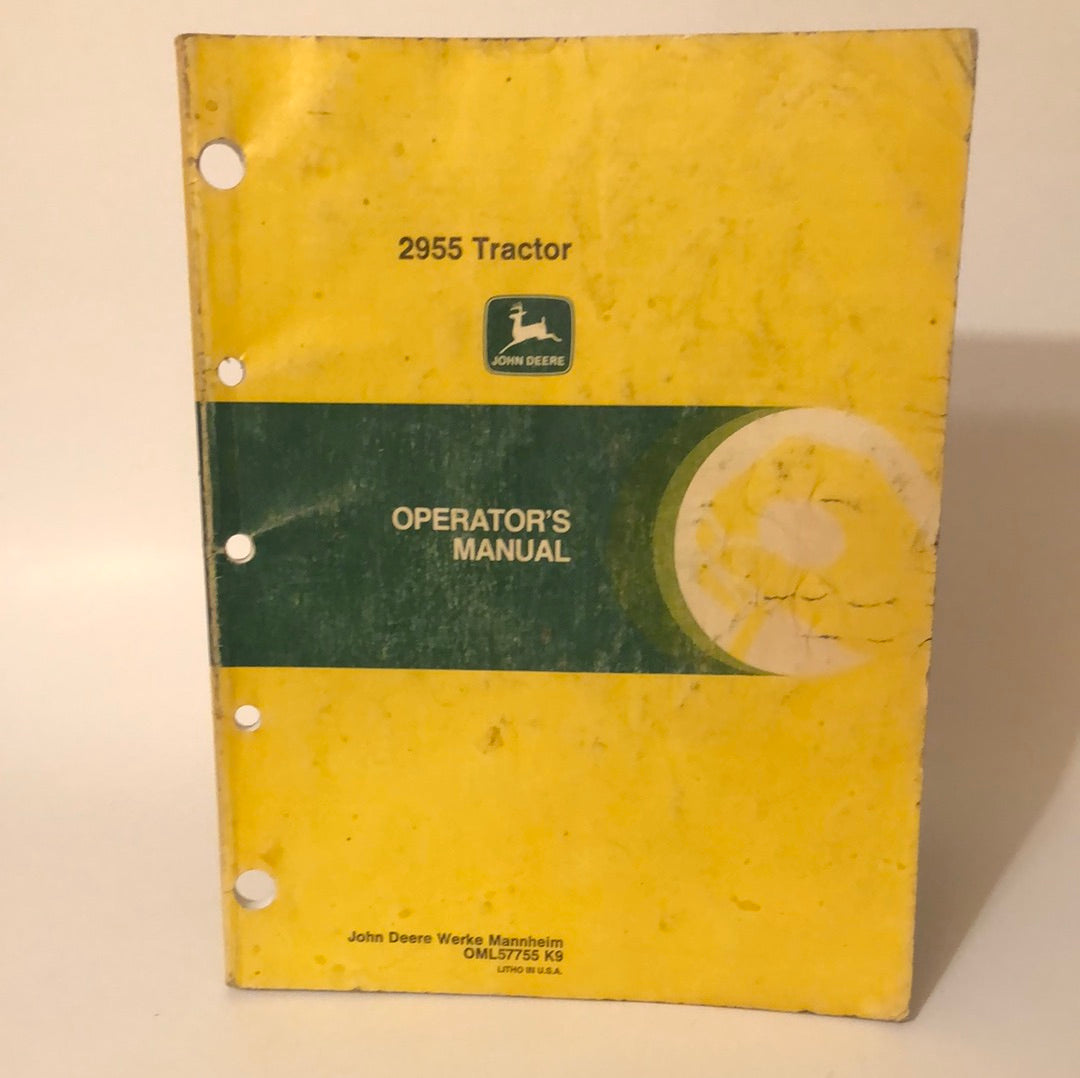 2955 Tractor
JOHN DEERE
OPERATOR'S
MANUAL
John Deere Werke Mannheim
OML57755 K9
LITHO IN U.S.A.